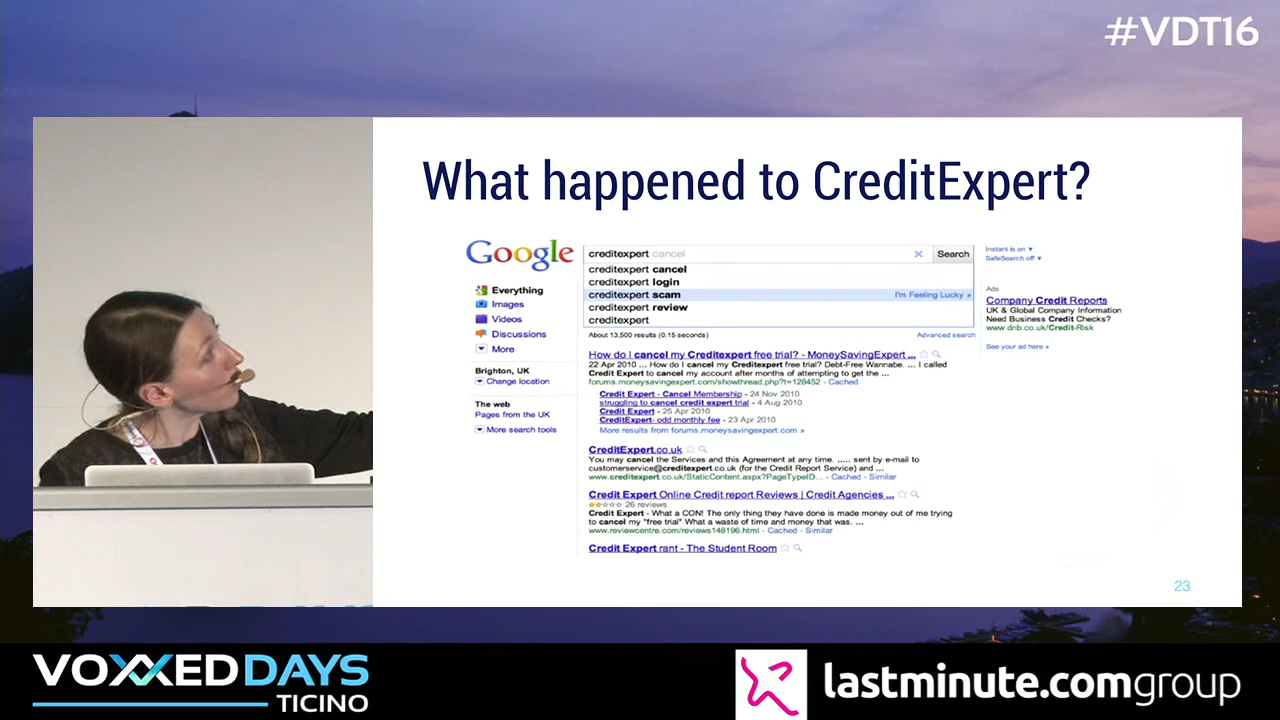 #VDT16
What happened to CreditExpert?
Google
creditexpert cancel
Search
Instant is on ▾
SafeSearch off ▾
creditexpert cancel
creditexpert login
creditexpert scam
I'm Feeling Lucky »
creditexpert review
creditexpert
About 13,500 results (0.15 seconds)
Advanced search
Everything
Images
Videos
Discussions
More
Brighton, UK
Change location
The web
Pages from the UK
More search tools
Ads
Company Credit Reports
UK & Global Company Information
Need Business Credit Checks?
www.dnb.co.uk/Credit-Risk
See your ad here »
How do I cancel my Creditexpert free trial? - MoneySavingExpert ...
22 Apr 2010 ... How do I cancel my Creditexpert free trial? Debt-Free Wannabe. ... I called
Credit Expert to cancel my account after months of attempting to get the ...
forums.moneysavingexpert.com/showthread.php?t=128452 - Cached
Credit Expert - Cancel Membership - 24 Nov 2010
struggling to cancel credit expert trial - 4 Aug 2010
Credit Expert - 25 Apr 2010
CreditExpert- odd monthly fee - 23 Apr 2010
More results from forums.moneysavingexpert.com »
CreditExpert.co.uk
You may cancel the Services and this Agreement at any time. ..... sent by e-mail to
customerservice@creditexpert.co.uk (for the Credit Report Service) and ...
www.creditexpert.co.uk/StaticContent.aspx?PageTypeID... - Cached - Similar
Credit Expert Online Credit report Reviews | Credit Agencies ...
26 reviews
Credit Expert - What a CON! The only thing they have done is made money out of me trying
to cancel my "free trial" What a waste of time and money that was. ...
www.reviewcentre.com/reviews148196.html - Cached - Similar
Credit Expert rant - The Student Room
23
VOXXED DAYS
TICINO
lastminute.comgroup